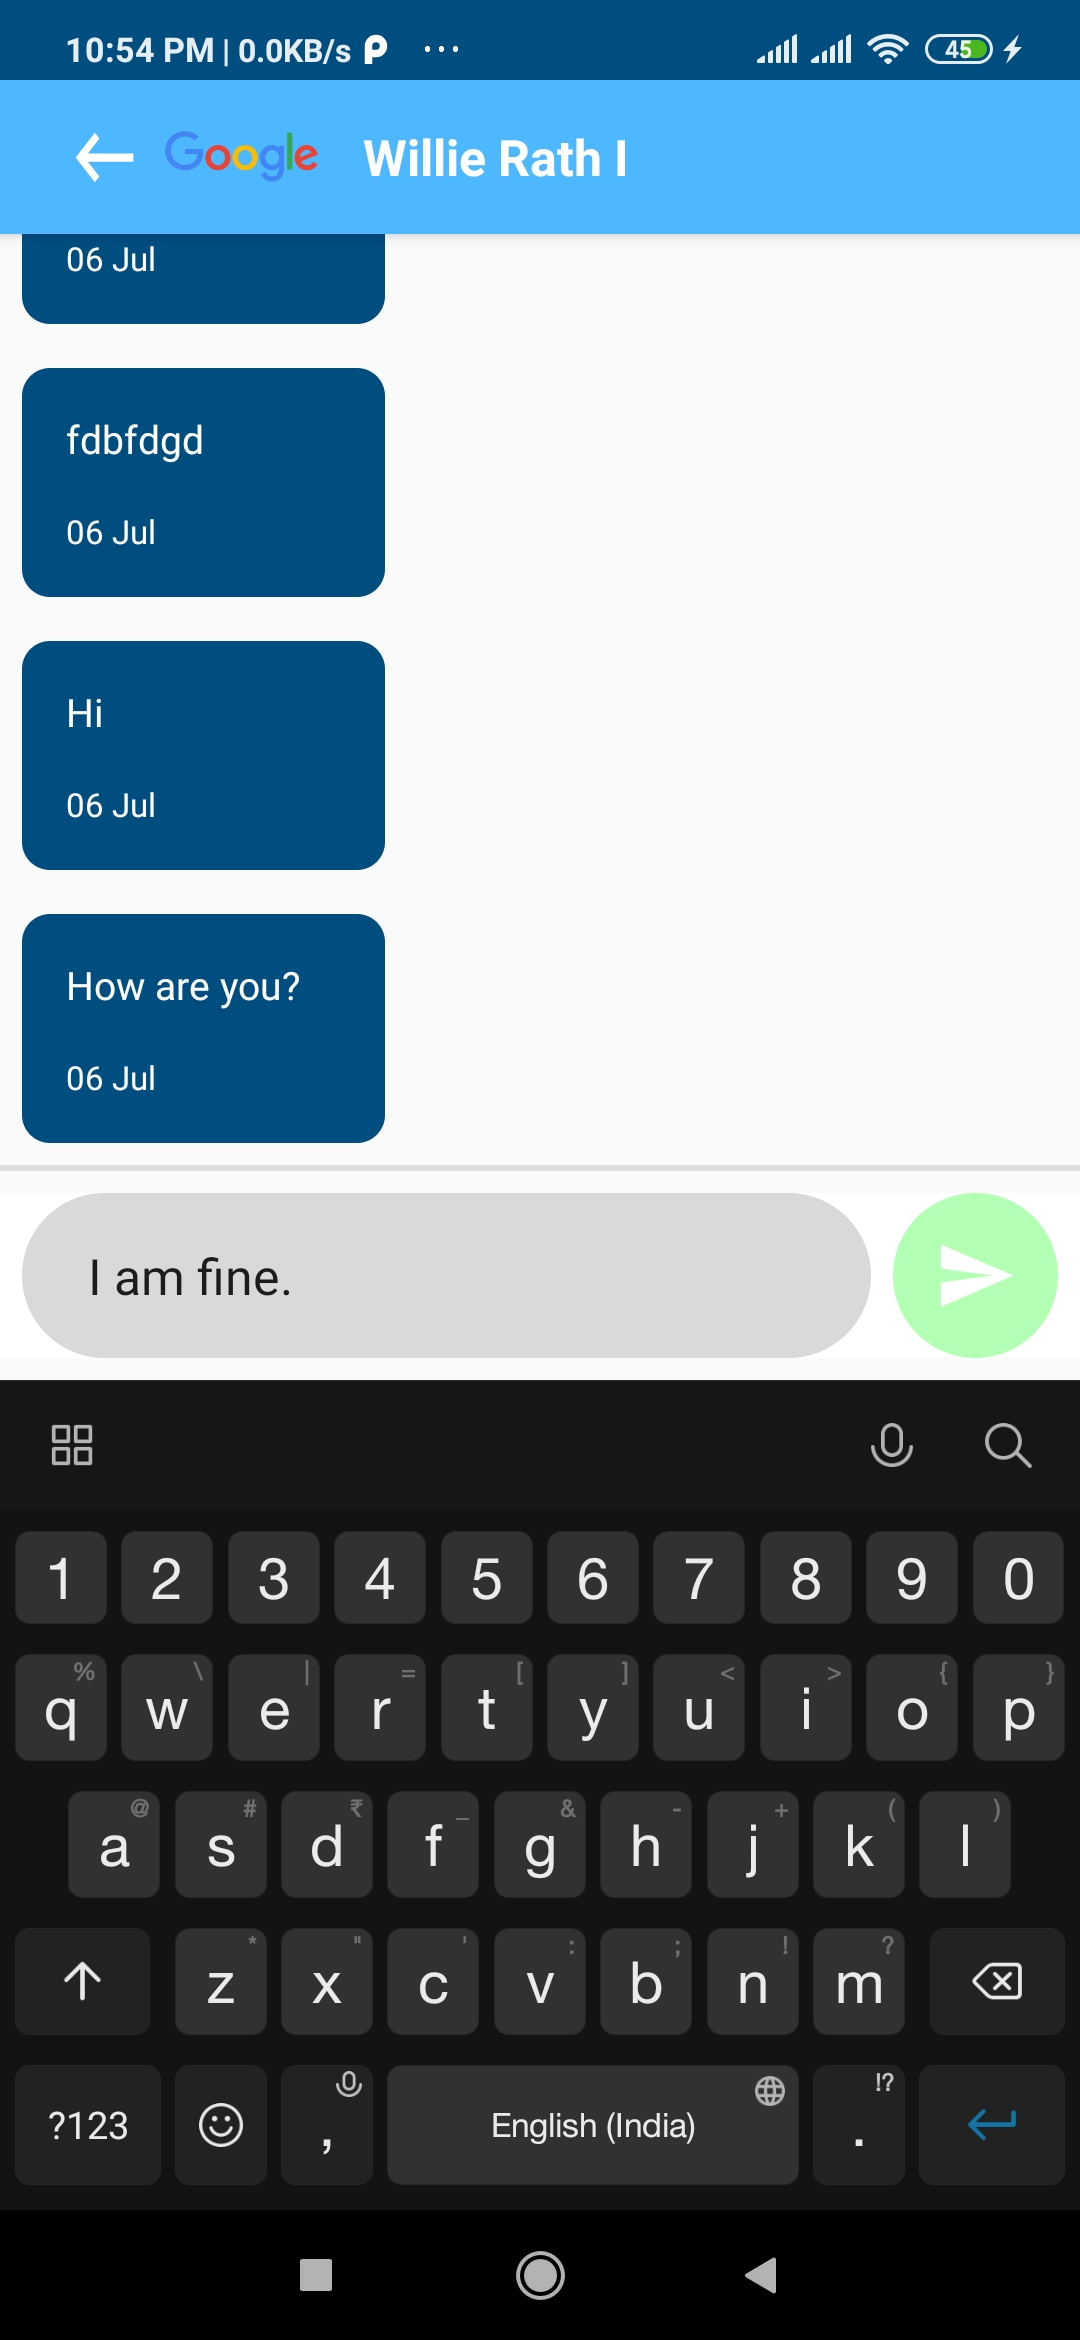 10:54 PM | 0.0KB/s
45
Google Willie Rath I
06 Jul
fdbfdgd
06 Jul
Hi
06 Jul
How are you?
06 Jul
I am fine.
1 2 3 4 5 6 7 8 9 0
% \ | = [ ] < > { }
q w e r t y u i o p
@ # ₹ _ & - + ( )
a s d f g h j k l
* " ' : ; ! ?
z x c v b n m
!?
?123 , English (India) .